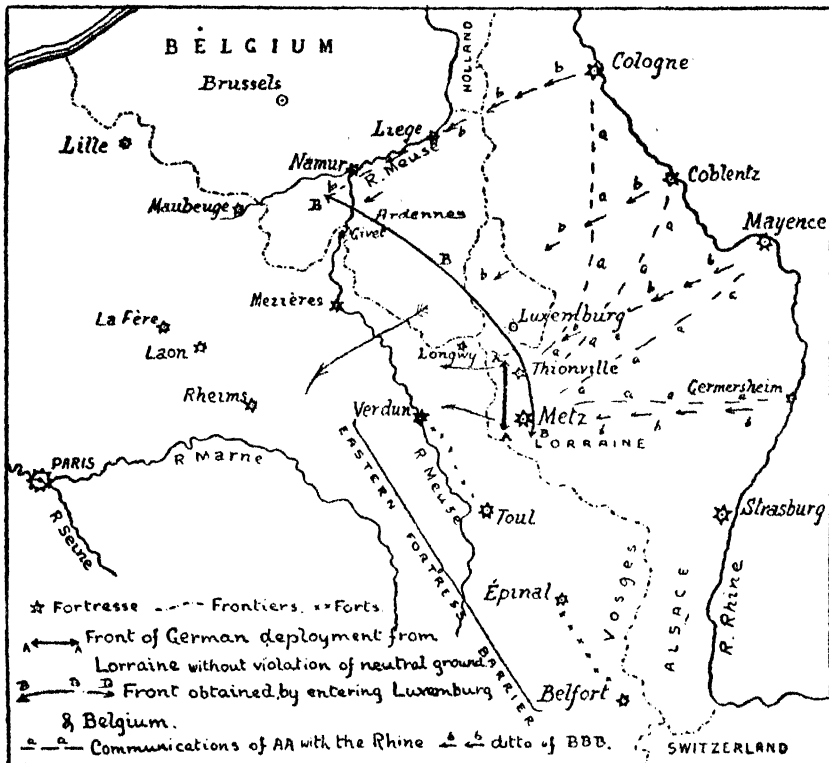 BELGIUM
HOLLAND
Brussels
Cologne
b b b b
Lille
Liege
Namur
R. Meuse
Coblentz
Maubeuge
B
Ardennes
Givet
Mayence
a a a a
b b b b
B
Mezières
La Fère
Laon
Luxemburg
Longwy
A
Thionville
Rheims
Germersheim
Verdun
Metz
A B
LORRAINE
a a a a
b b b
PARIS
R Marne
R Seine
EASTERN FORTRESS BARRIER
R Meuse
Toul
Strasburg
Épinal
VOSGES
ALSACE
R. Rhine
Belfort
SWITZERLAND
Fortresse Frontiers. xx Forts.
A A Front of German deployment from
Lorraine without violation of neutral ground.
B B B Front obtained by entering Luxemburg
& Belgium.
a a Communications of AA with the Rhine b b ditto of BBB.